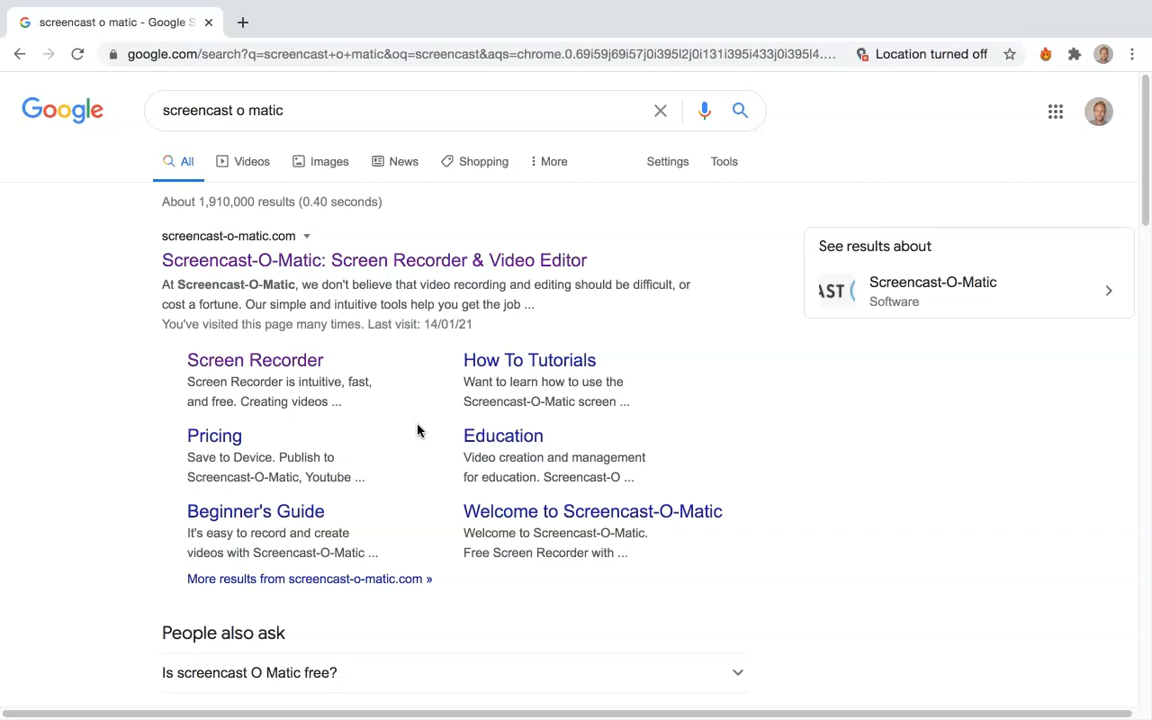 screencast o matic - Google S
google.com/search?q=screencast+o+matic&oq=screencast&aqs=chrome.0.69i59j69i57j0i395l2j0i131i395i433j0i395l4....
Location turned off
Google
screencast o matic
All
Videos
Images
News
Shopping
More
Settings
Tools
About 1,910,000 results (0.40 seconds)
screencast-o-matic.com
Screencast-O-Matic: Screen Recorder & Video Editor
At Screencast-O-Matic, we don't believe that video recording and editing should be difficult, or
cost a fortune. Our simple and intuitive tools help you get the job ...
You've visited this page many times. Last visit: 14/01/21
Screen Recorder
Screen Recorder is intuitive, fast,
and free. Creating videos ...
How To Tutorials
Want to learn how to use the
Screencast-O-Matic screen ...
Pricing
Save to Device. Publish to
Screencast-O-Matic, Youtube ...
Education
Video creation and management
for education. Screencast-O ...
Beginner's Guide
It's easy to record and create
videos with Screencast-O-Matic ...
Welcome to Screencast-O-Matic
Welcome to Screencast-O-Matic.
Free Screen Recorder with ...
More results from screencast-o-matic.com »
People also ask
Is screencast O Matic free?
See results about
AST (
Screencast-O-Matic
Software